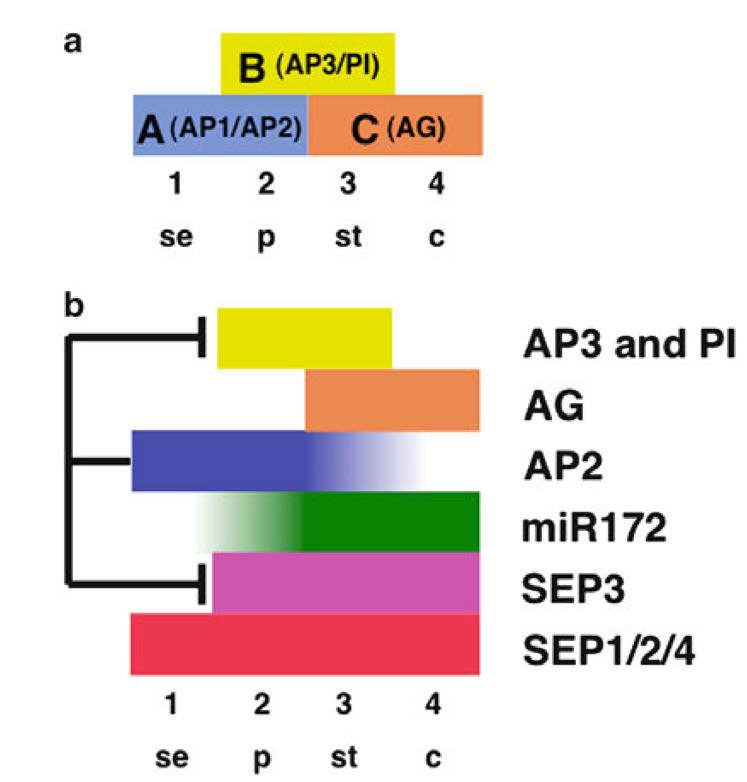 a
B (AP3/PI)
A (AP1/AP2) C (AG)
1 2 3 4
se p st c
b
AP3 and PI
AG
AP2
miR172
SEP3
SEP1/2/4
1 2 3 4
se p st c